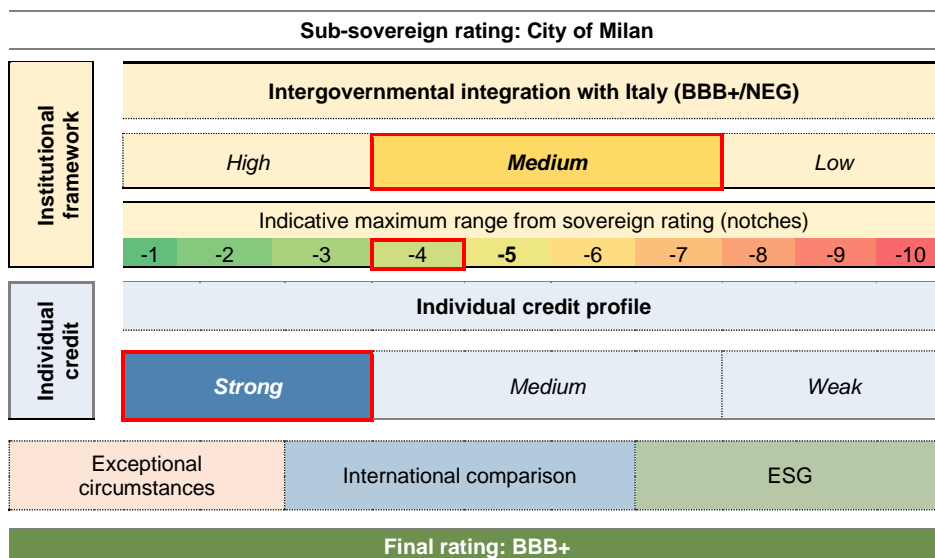 Sub-sovereign rating: City of Milan
Institutional
framework
Intergovernmental integration with Italy (BBB+/NEG)
High Medium Low
Indicative maximum range from sovereign rating (notches)
-1 -2 -3 -4 -5 -6 -7 -8 -9 -10
Individual
credit
Individual credit profile
Strong Medium Weak
Exceptional
circumstances
International comparison
ESG
Final rating: BBB+